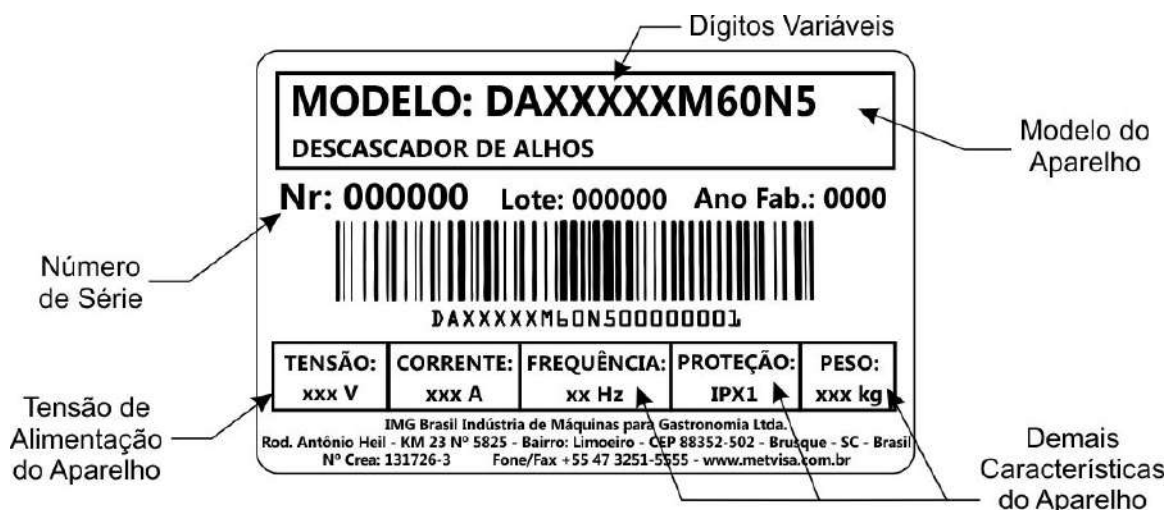 Dígitos Variáveis
MODELO: DAXXXXXM60N5
DESCASCADOR DE ALHOS
Modelo do
Aparelho
Nr: 000000 Lote: 000000 Ano Fab.: 0000
Número
de Série
DAXXXXXM60N500000001
TENSÃO: CORRENTE: FREQUÊNCIA: PROTEÇÃO: PESO:
xxx V xxx A xx Hz IPX1 xxx kg
Tensão de
Alimentação
do Aparelho
IMG Brasil Indústria de Máquinas para Gastronomia Ltda.
Rod. Antônio Heil - KM 23 Nº 5825 - Bairro: Limoeiro - CEP 88352-502 - Brusque - SC - Brasil
Nº Crea: 131726-3 Fone/Fax +55 47 3251-5555 - www.metvisa.com.br
Demais
Características
do Aparelho